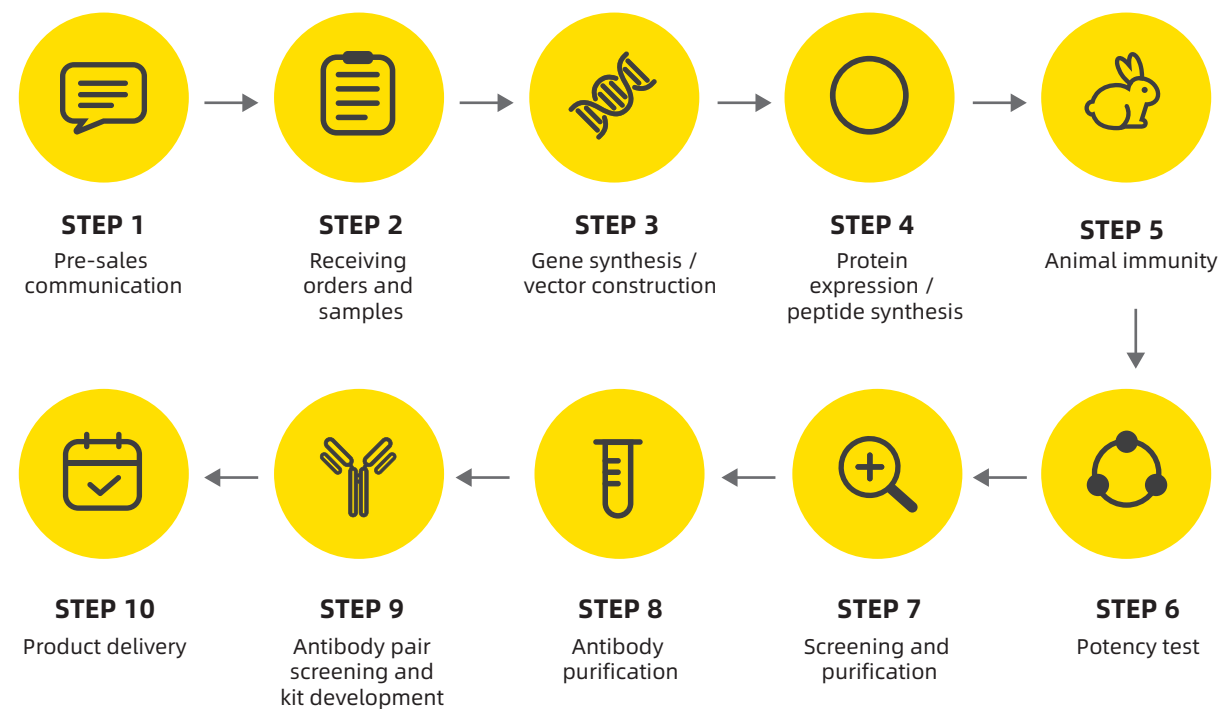 STEP 1
Pre-sales
communication
STEP 2
Receiving
orders and
samples
STEP 3
Gene synthesis /
vector construction
STEP 4
Protein
expression /
peptide synthesis
STEP 5
Animal immunity
STEP 6
Potency test
STEP 7
Screening and
purification
STEP 8
Antibody
purification
STEP 9
Antibody pair
screening and
kit development
STEP 10
Product delivery